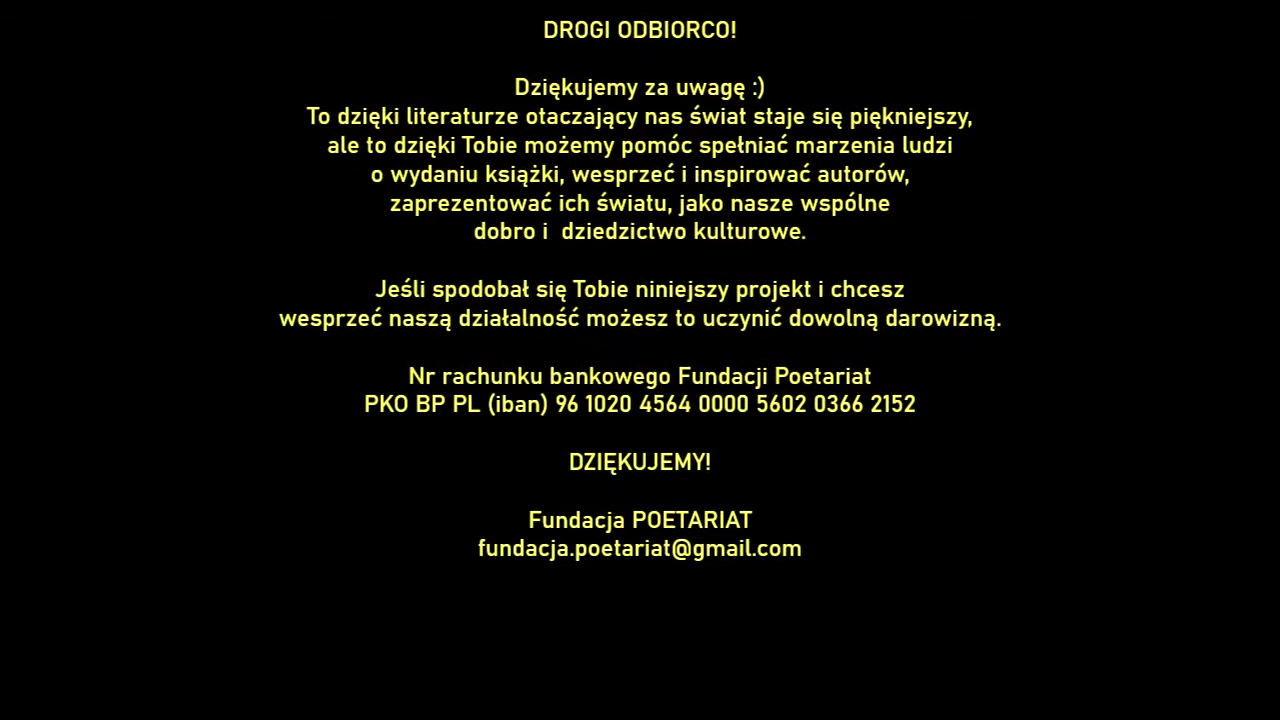 DROGI ODBIORCO!
Dziękujemy za uwagę :)
To dzięki literaturze otaczający nas świat staje się piękniejszy,
ale to dzięki Tobie możemy pomóc spełniać marzenia ludzi
o wydaniu książki, wesprzeć i inspirować autorów,
zaprezentować ich światu, jako nasze wspólne
dobro i  dziedzictwo kulturowe.
Jeśli spodobał się Tobie niniejszy projekt i chcesz
wesprzeć naszą działalność możesz to uczynić dowolną darowizną.
Nr rachunku bankowego Fundacji Poetariat
PKO BP PL (iban) 96 1020 4564 0000 5602 0366 2152
DZIĘKUJEMY!
Fundacja POETARIAT
fundacja.poetariat@gmail.com